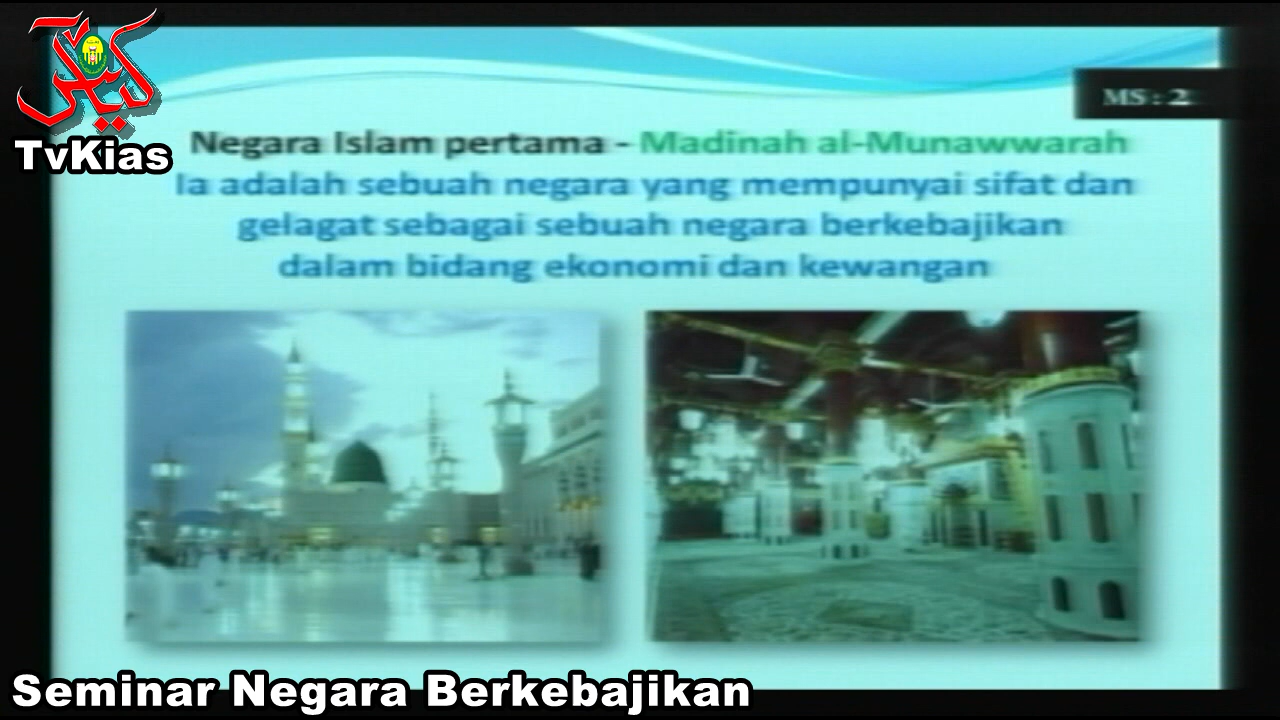 كياس
TvKias
MS : 2
Negara Islam pertama - Madinah al-Munawwarah
Ia adalah sebuah negara yang mempunyai sifat dan
gelagat sebagai sebuah negara berkebajikan
dalam bidang ekonomi dan kewangan
Seminar Negara Berkebajikan